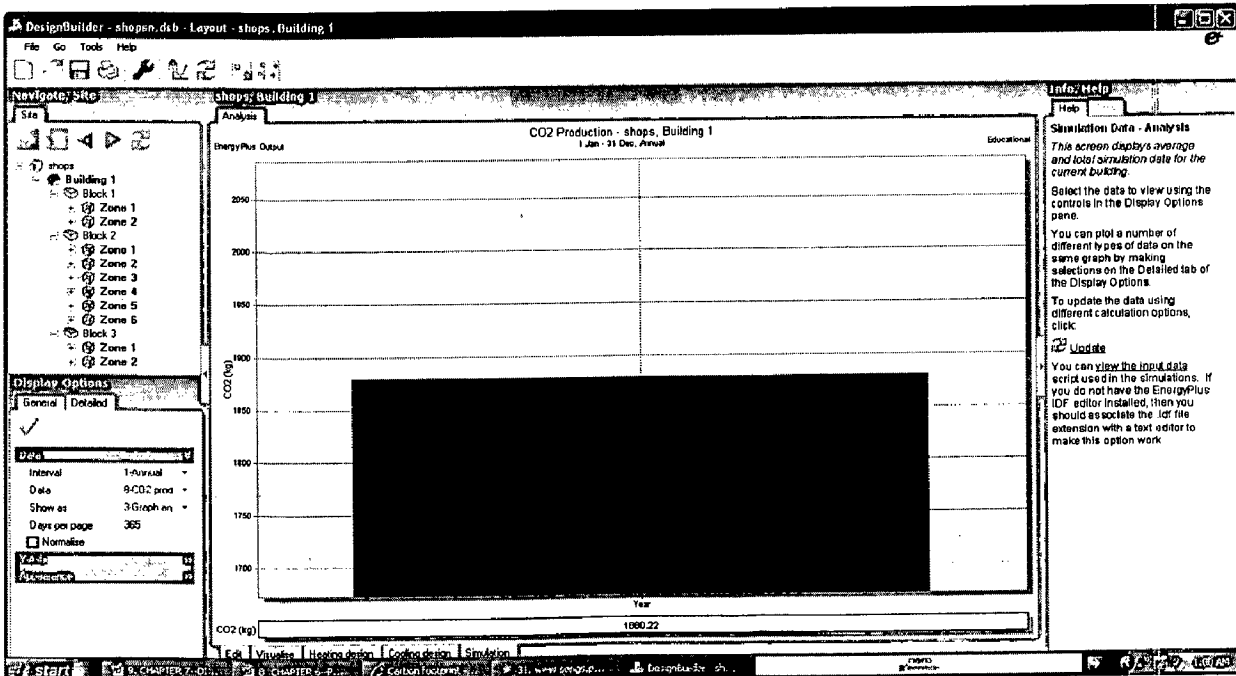 DesignBuilder - shopsn.dsb - Layout - shops, Building 1
File Go Tools Help
Navigate, Site
Site
shops
Building 1
Block 1
Zone 1
Zone 2
Block 2
Zone 1
Zone 2
Zone 3
Zone 4
Zone 5
Zone 6
Block 3
Zone 1
Zone 2
Display Options
General Detailed
Data
Interval 1-Annual
Data 8-CO2 prod
Show as 3-Graph an
Days per page 365
Normalise
Appearance
shops, Building 1
Analysis
CO2 Production - shops, Building 1
EnergyPlus Output 1 Jan - 31 Dec, Annual Educational
2050
2000
1950
1900
1850
1800
1750
1700
CO2 (kg)
Year
CO2 (kg) 1880.22
Edit Visualise Heating design Cooling design Simulation
Info, Help
Help
Simulation Data - Analysis
This screen displays average
and total simulation data for the
current building.
Select the data to view using the
controls in the Display Options
pane.
You can plot a number of
different types of data on the
same graph by making
selections on the Detailed tab of
the Display Options.
To update the data using
different calculation options,
click:
Update
You can view the input data
script used in the simulations. If
you do not have the EnergyPlus
IDF editor installed, then you
should associate the .idf file
extension with a text editor to
make this option work
start 9. CHAPTER 7-DI... 8. CHAPTER 6-P... Carbon footprint DesignBuilder - sh...